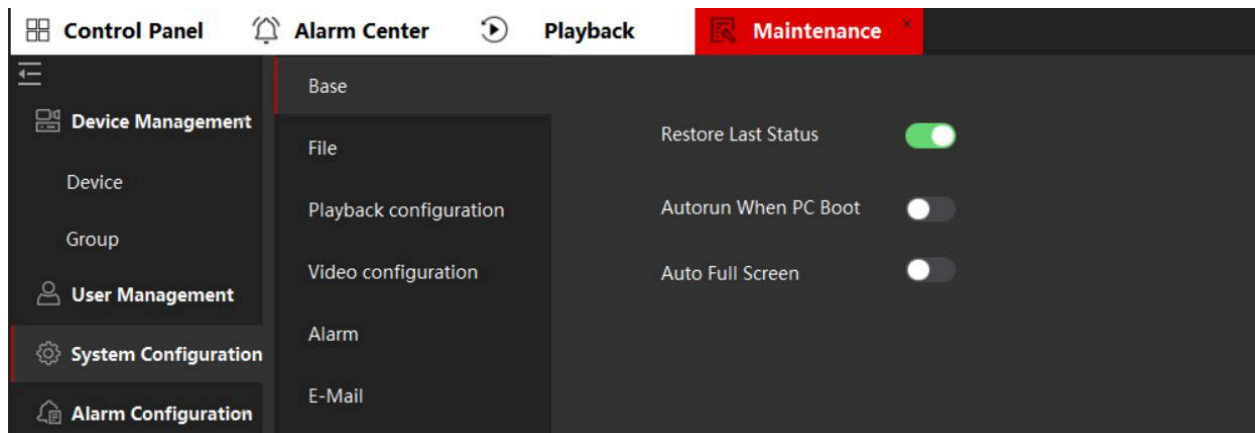 Control Panel
Alarm Center
Playback
Maintenance
Device Management
Device
Group
User Management
System Configuration
Alarm Configuration
Base
File
Playback configuration
Video configuration
Alarm
E-Mail
Restore Last Status
Autorun When PC Boot
Auto Full Screen